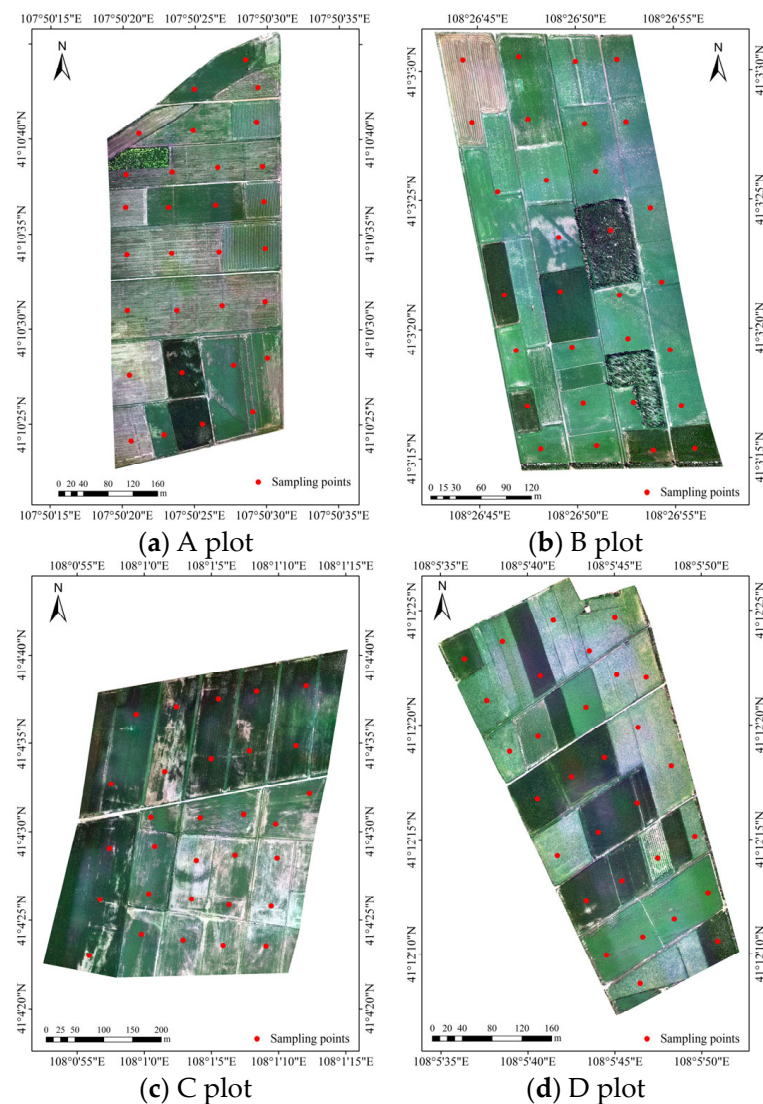 107°50'15"E 107°50'20"E 107°50'25"E 107°50'30"E 107°50'35"E
N
41°10'40"N 41°10'40"N
41°10'35"N 41°10'35"N
41°10'30"N 41°10'30"N
41°10'25"N 41°10'25"N
0 20 40 80 120 160
m
Sampling points
107°50'15"E 107°50'20"E 107°50'25"E 107°50'30"E 107°50'35"E
(a) A plot
108°26'45"E 108°26'50"E 108°26'55"E
N
41°3'30"N 41°3'30"N
41°3'25"N 41°3'25"N
41°3'20"N 41°3'20"N
41°3'15"N 41°3'15"N
0 15 30 60 90 120
m
Sampling points
108°26'45"E 108°26'50"E 108°26'55"E
(b) B plot
108°0'55"E 108°1'0"E 108°1'5"E 108°1'10"E 108°1'15"E
N
41°4'40"N 41°4'40"N
41°4'35"N 41°4'35"N
41°4'30"N 41°4'30"N
41°4'25"N 41°4'25"N
41°4'20"N 41°4'20"N
0 25 50 100 150 200
m
Sampling points
108°0'55"E 108°1'0"E 108°1'5"E 108°1'10"E 108°1'15"E
(c) C plot
108°5'35"E 108°5'40"E 108°5'45"E 108°5'50"E
N
41°12'25"N 41°12'25"N
41°12'20"N 41°12'20"N
41°12'15"N 41°12'15"N
41°12'10"N 41°12'10"N
0 20 40 80 120 160
m
Sampling points
108°5'35"E 108°5'40"E 108°5'45"E 108°5'50"E
(d) D plot